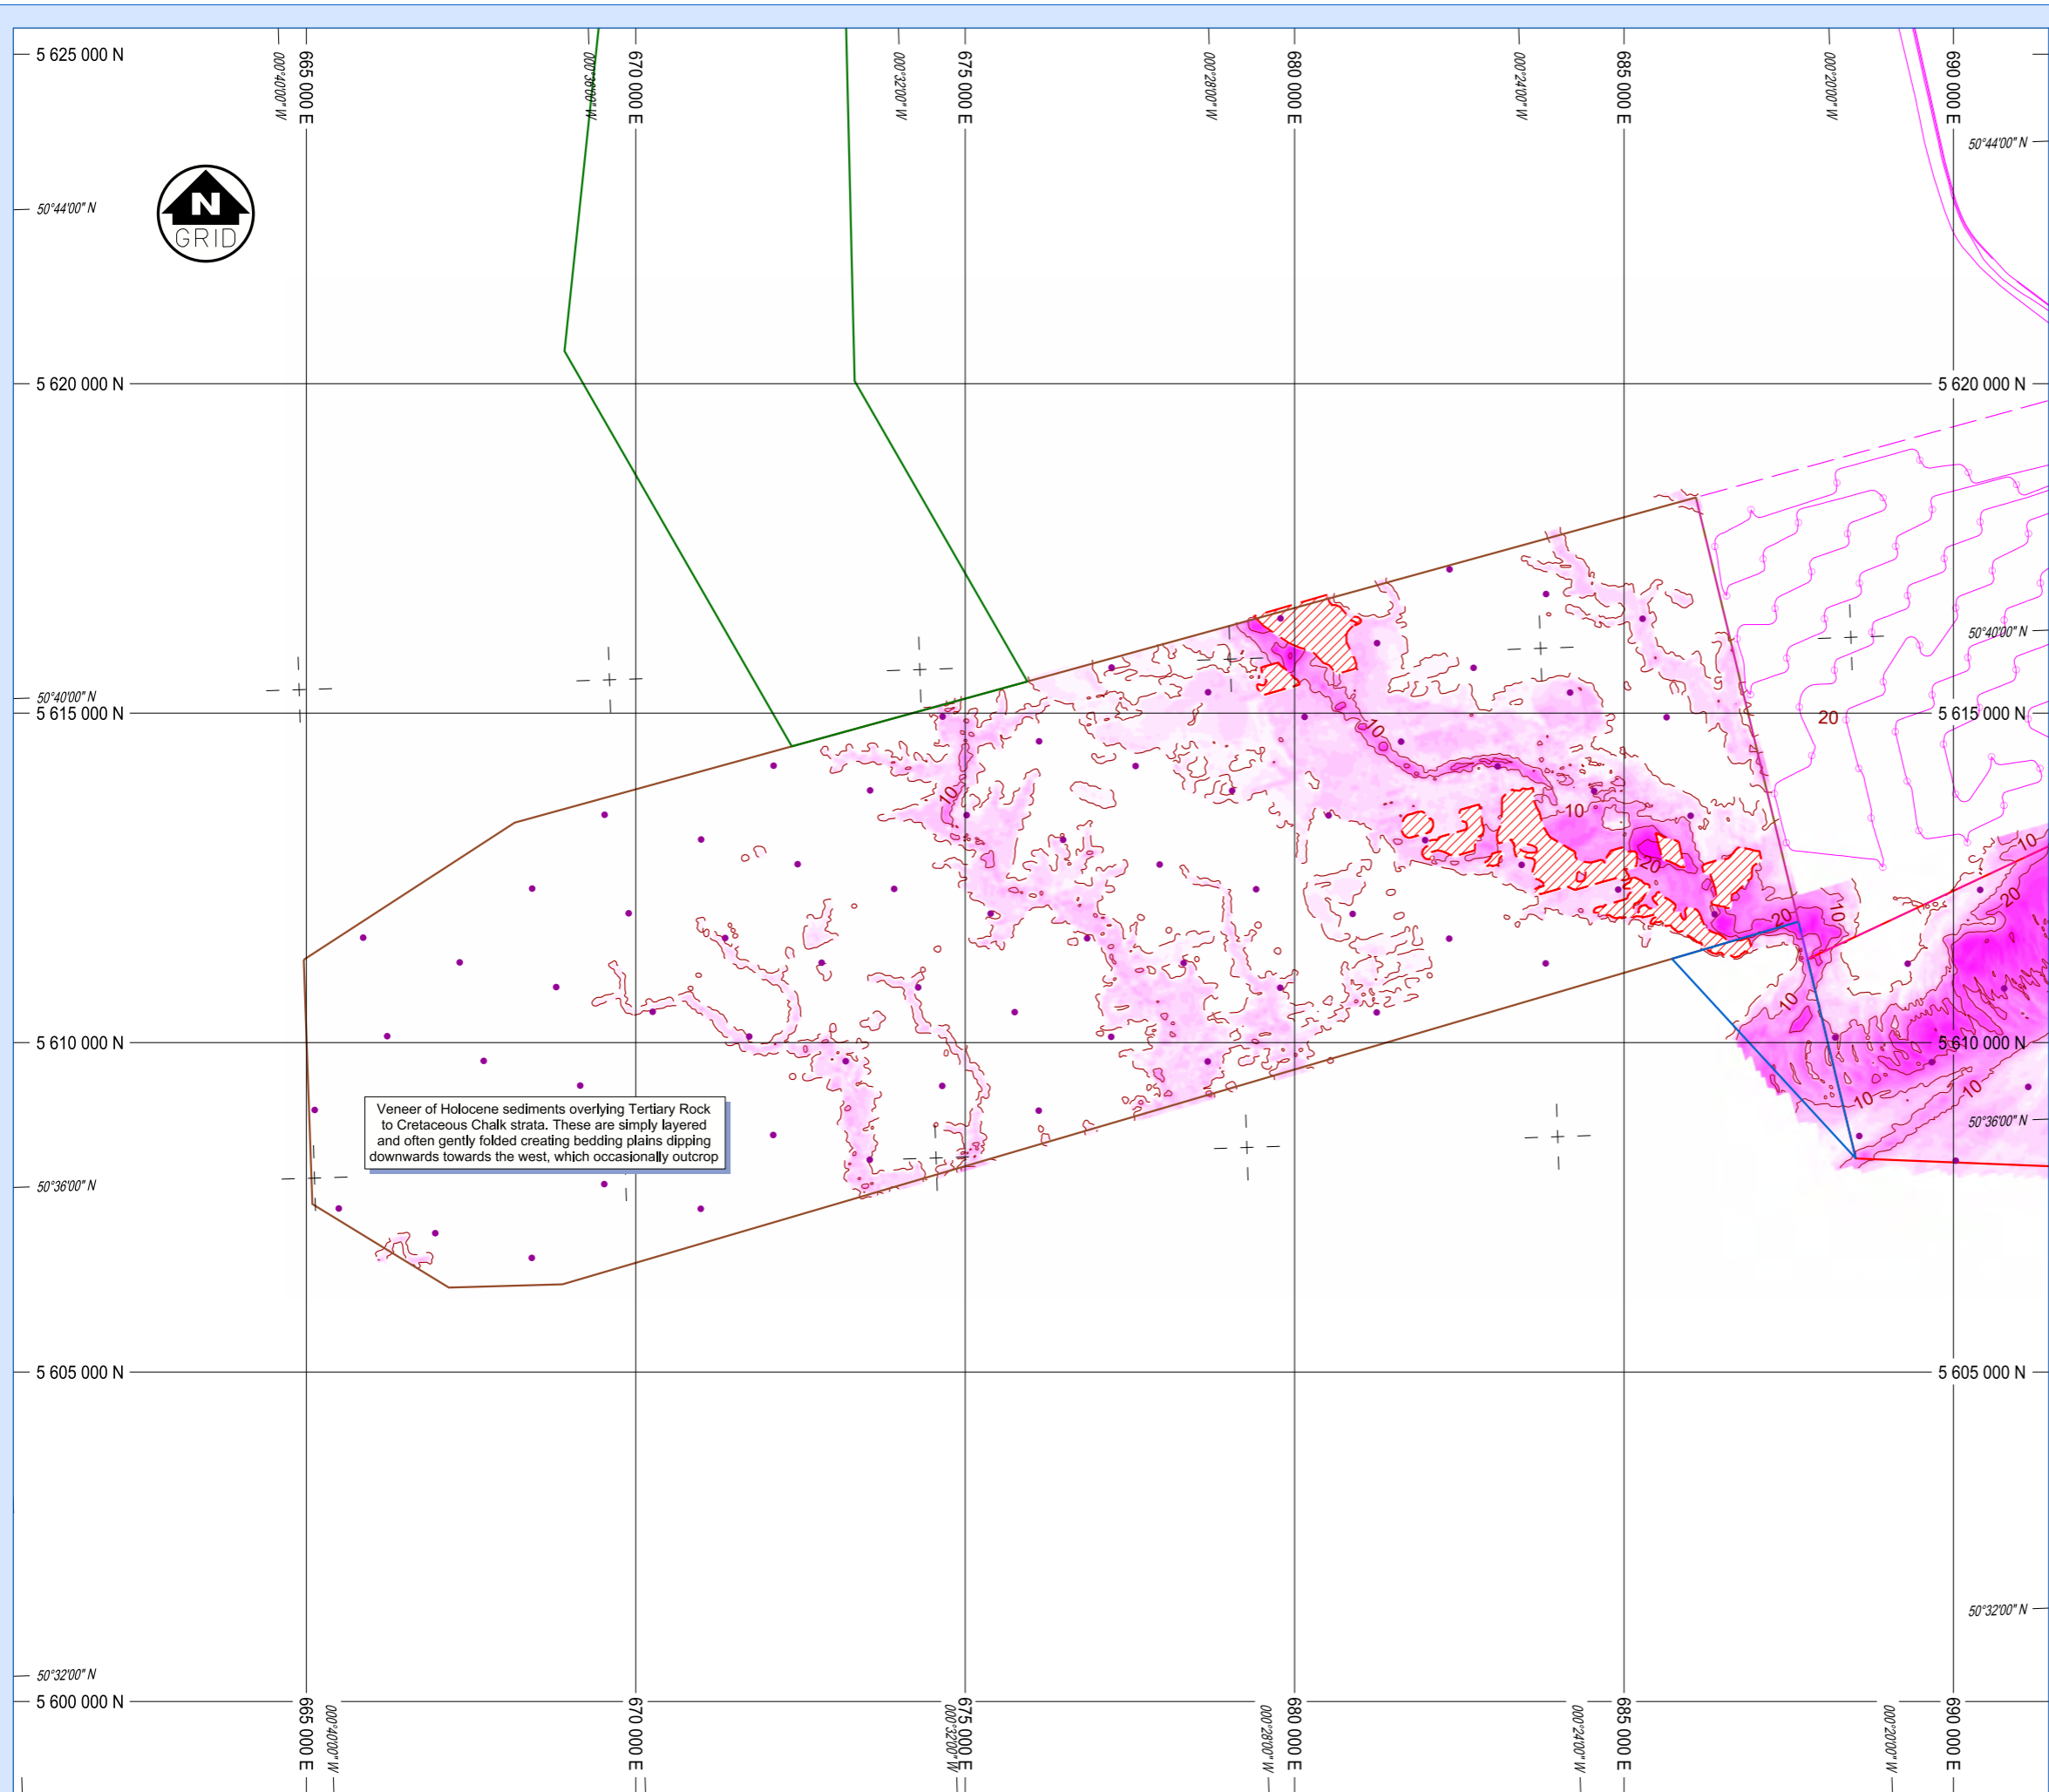 5 625 000 N
665 000 E
670 000 E
675 000 E
680 000 E
685 000 E
690 000 E
000°40'00" W
000°36'00" W
000°32'00" W
000°28'00" W
000°24'00" W
000°20'00" W
50°44'00" N
50°44'00" N
N
GRID
5 620 000 N
5 620 000 N
50°40'00" N
50°40'00" N
5 615 000 N
5 615 000 N
20
10
10
10
20
10
20
20
10
10
10
10
5 610 000 N
5 610 000 N
Veneer of Holocene sediments overlying Tertiary Rock
to Cretaceous Chalk strata. These are simply layered
and often gently folded creating bedding plains dipping
downwards towards the west, which occasionally outcrop
50°36'00" N
50°36'00" N
5 605 000 N
5 605 000 N
50°32'00" N
50°32'00" N
5 600 000 N
665 000 E
670 000 E
675 000 E
680 000 E
685 000 E
690 000 E
000°40'00" W
000°32'00" W
000°28'00" W
000°24'00" W
000°20'00" W